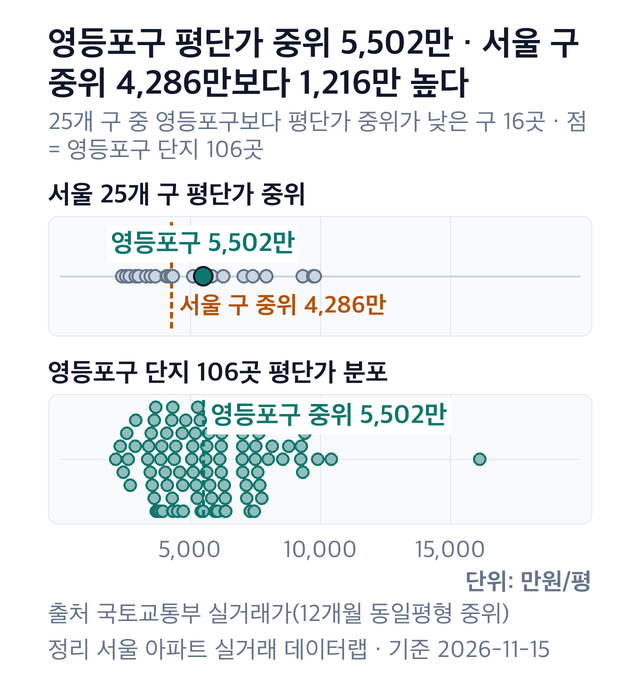 영등포구 평단가 중위 5,502만 · 서울 구
중위 4,286만보다 1,216만 높다
25개 구 중 영등포구보다 평단가 중위가 낮은 구 16곳 · 점
= 영등포구 단지 106곳
서울 25개 구 평단가 중위
영등포구 5,502만
서울 구 중위 4,286만
영등포구 단지 106곳 평단가 분포
영등포구 중위 5,502만
5,000 10,000 15,000
단위: 만원/평
출처 국토교통부 실거래가(12개월 동일평형 중위)
정리 서울 아파트 실거래 데이터랩 · 기준 2026-11-15